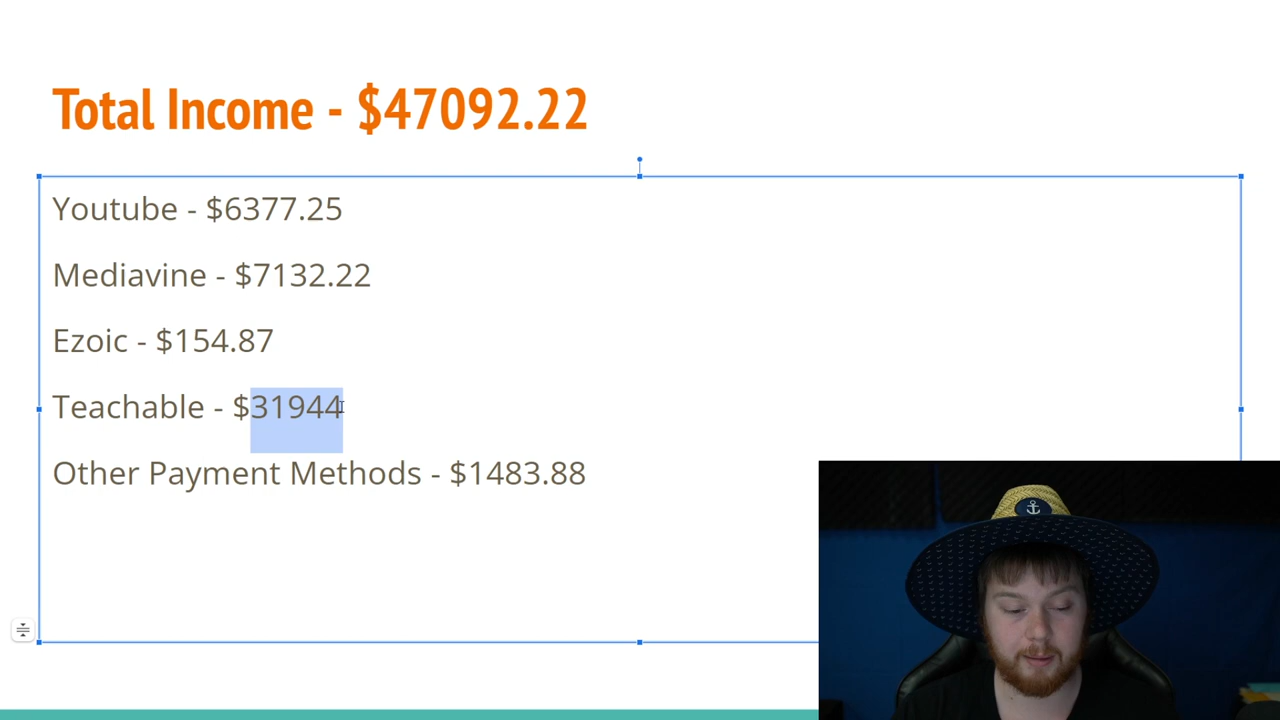 Total Income - $47092.22
Youtube - $6377.25
Mediavine - $7132.22
Ezoic - $154.87
Teachable - $31944
Other Payment Methods - $1483.88